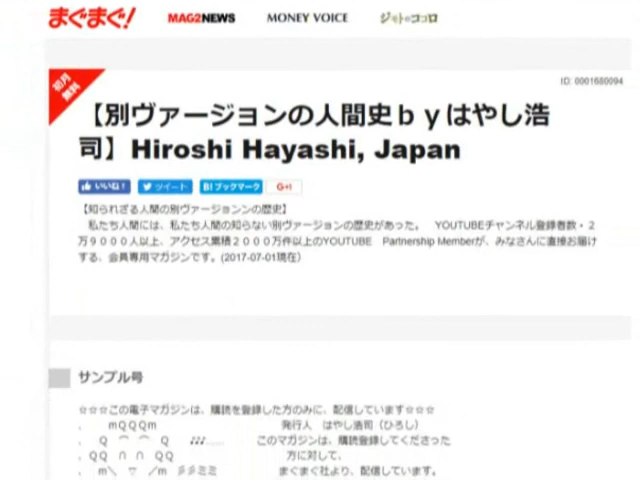 まぐまぐ! MAG2NEWS MONEY VOICE ジモトのココロ
初月無料
ID: 0001680094
【別ヴァージョンの人間史ｂｙはやし浩
司】Hiroshi Hayashi, Japan
いいね! ツイート B!ブックマーク G+1
【知られざる人間の別ヴァージョンンの歴史】
私たち人間には、私たち人間の知らない別ヴァージョンの歴史があった。 YOUTUBEチャンネル登録者数・２
万９０００人以上、アクセス累積２０００万件以上のYOUTUBE Partnership Memberが、みなさんに直接お届け
する、会員専用マガジンです。(2017-07-01現在）
サンプル号
☆☆☆この電子マガジンは、購読を登録した方のみに、配信しています☆☆☆
． ｍＱＱＱｍ 発行人 はやし浩司（ひろし）
． Ｑ ⌒ ⌒ Ｑ ♪♪♪…… このマガジンは、購読登録してくださった
． ＱＱ ∩ ∩ ＱＱ 方に対して、
． ｍ＼ ▽ ／ｍ 彡彡ミミ まぐまぐ社より、配信しています。